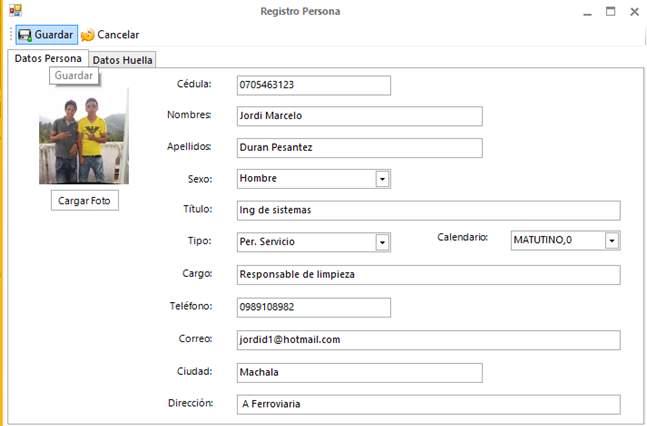 Registro Persona
Guardar Cancelar
Datos Persona Datos Huella
Guardar
Cédula: 0705463123
Nombres: Jordi Marcelo
Apellidos: Duran Pesantez
Cargar Foto
Sexo: Hombre
Título: Ing de sistemas
Tipo: Per. Servicio Calendario: MATUTINO,0
Cargo: Responsable de limpieza
Teléfono: 0989108982
Correo: jordid1@hotmail.com
Ciudad: Machala
Dirección: A Ferroviaria